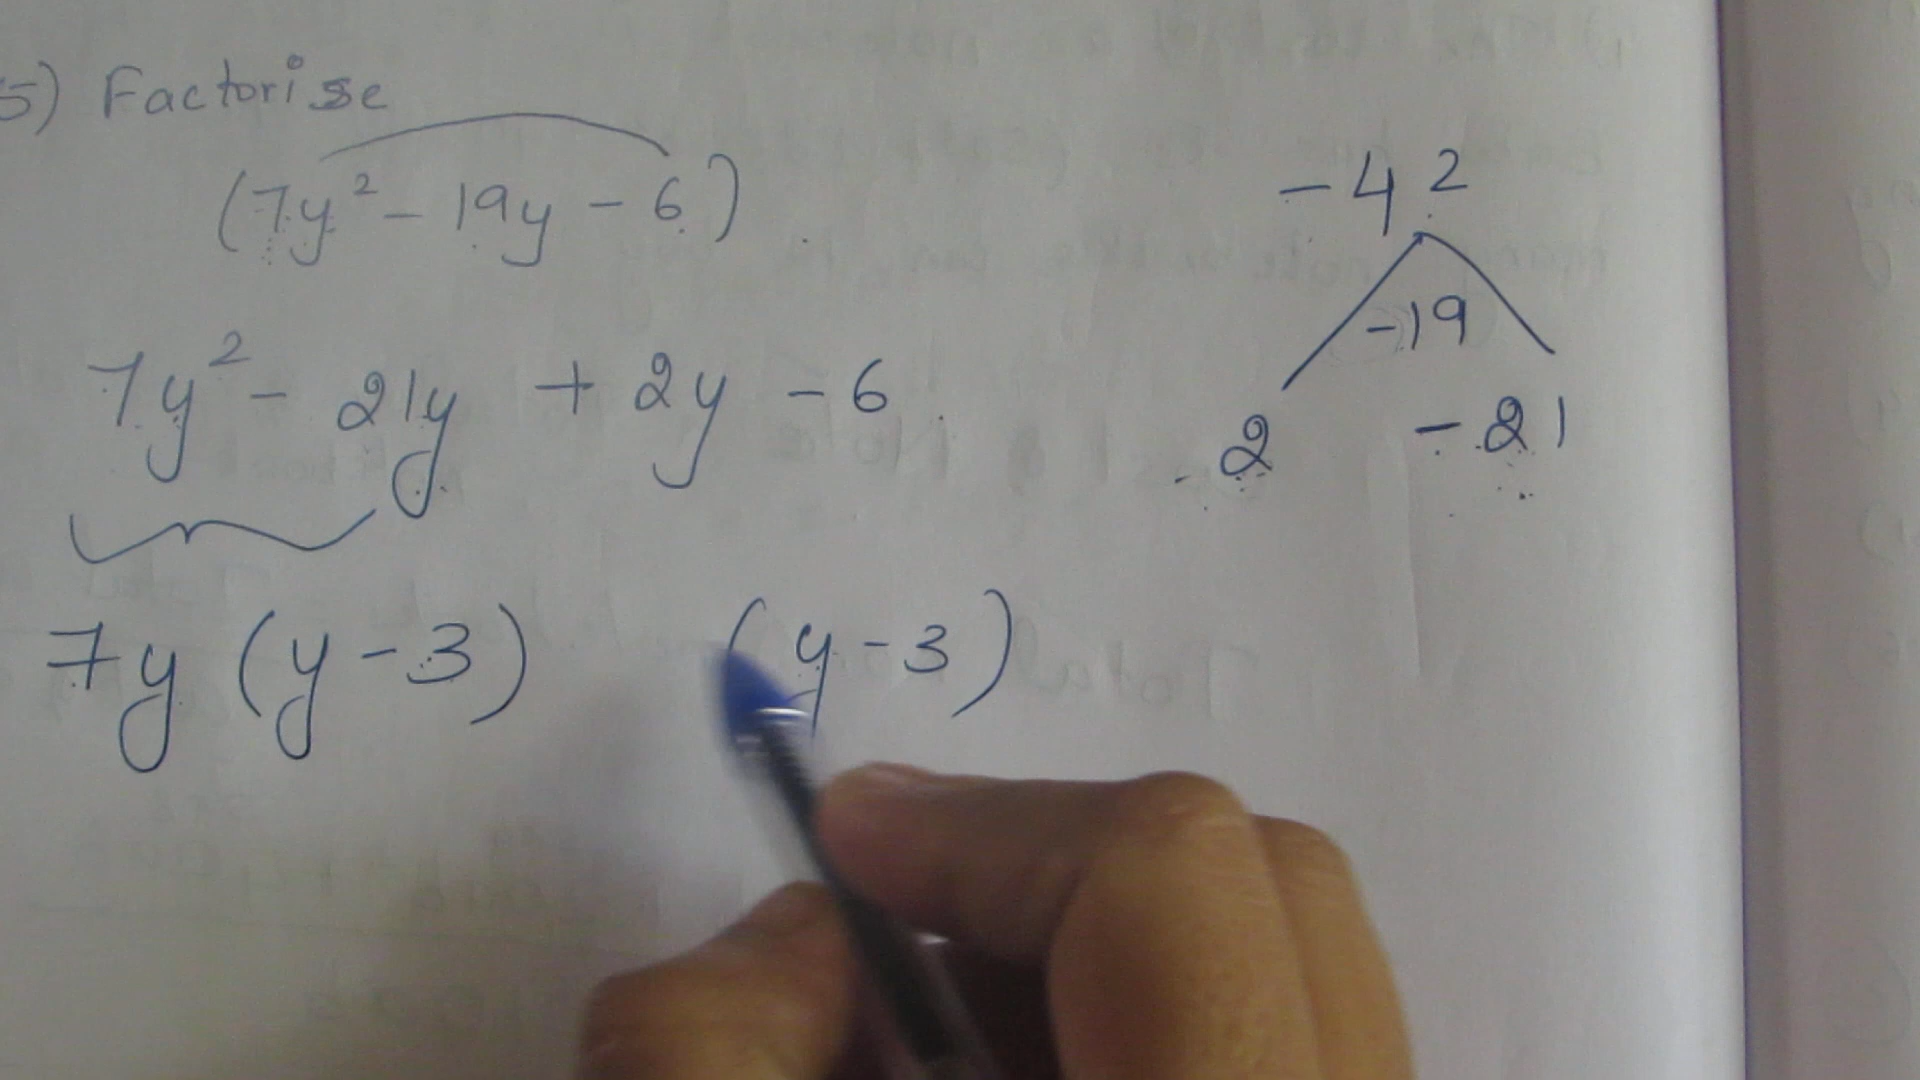 5) Factorise
(7y² - 19y - 6)
7y² - 21y + 2y - 6
7y (y - 3) (y - 3)
-42
-19
2 -21